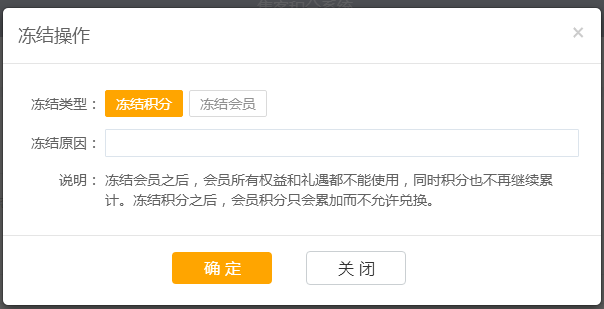 冻结操作 ×
冻结类型： 冻结积分 冻结会员
冻结原因：
说明： 冻结会员之后，会员所有权益和礼遇都不能使用，同时积分也不再继续累
计。冻结积分之后，会员积分只会累加而不允许兑换。
确 定 关 闭